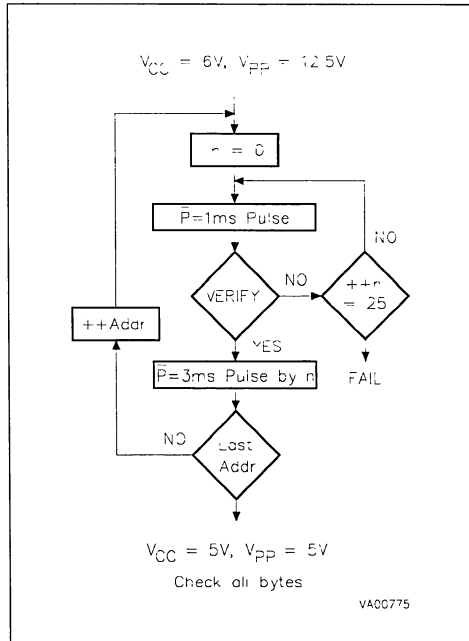 V_CC = 6V, V_PP = 12.5V
n = 0
P̅=1ms Pulse
NO
VERIFY
NO
++n
= 25
++Addr
YES
P̅=3ms Pulse by n
FAIL
NO
Last
Addr
V_CC = 5V, V_PP = 5V
Check all bytes
VA00775